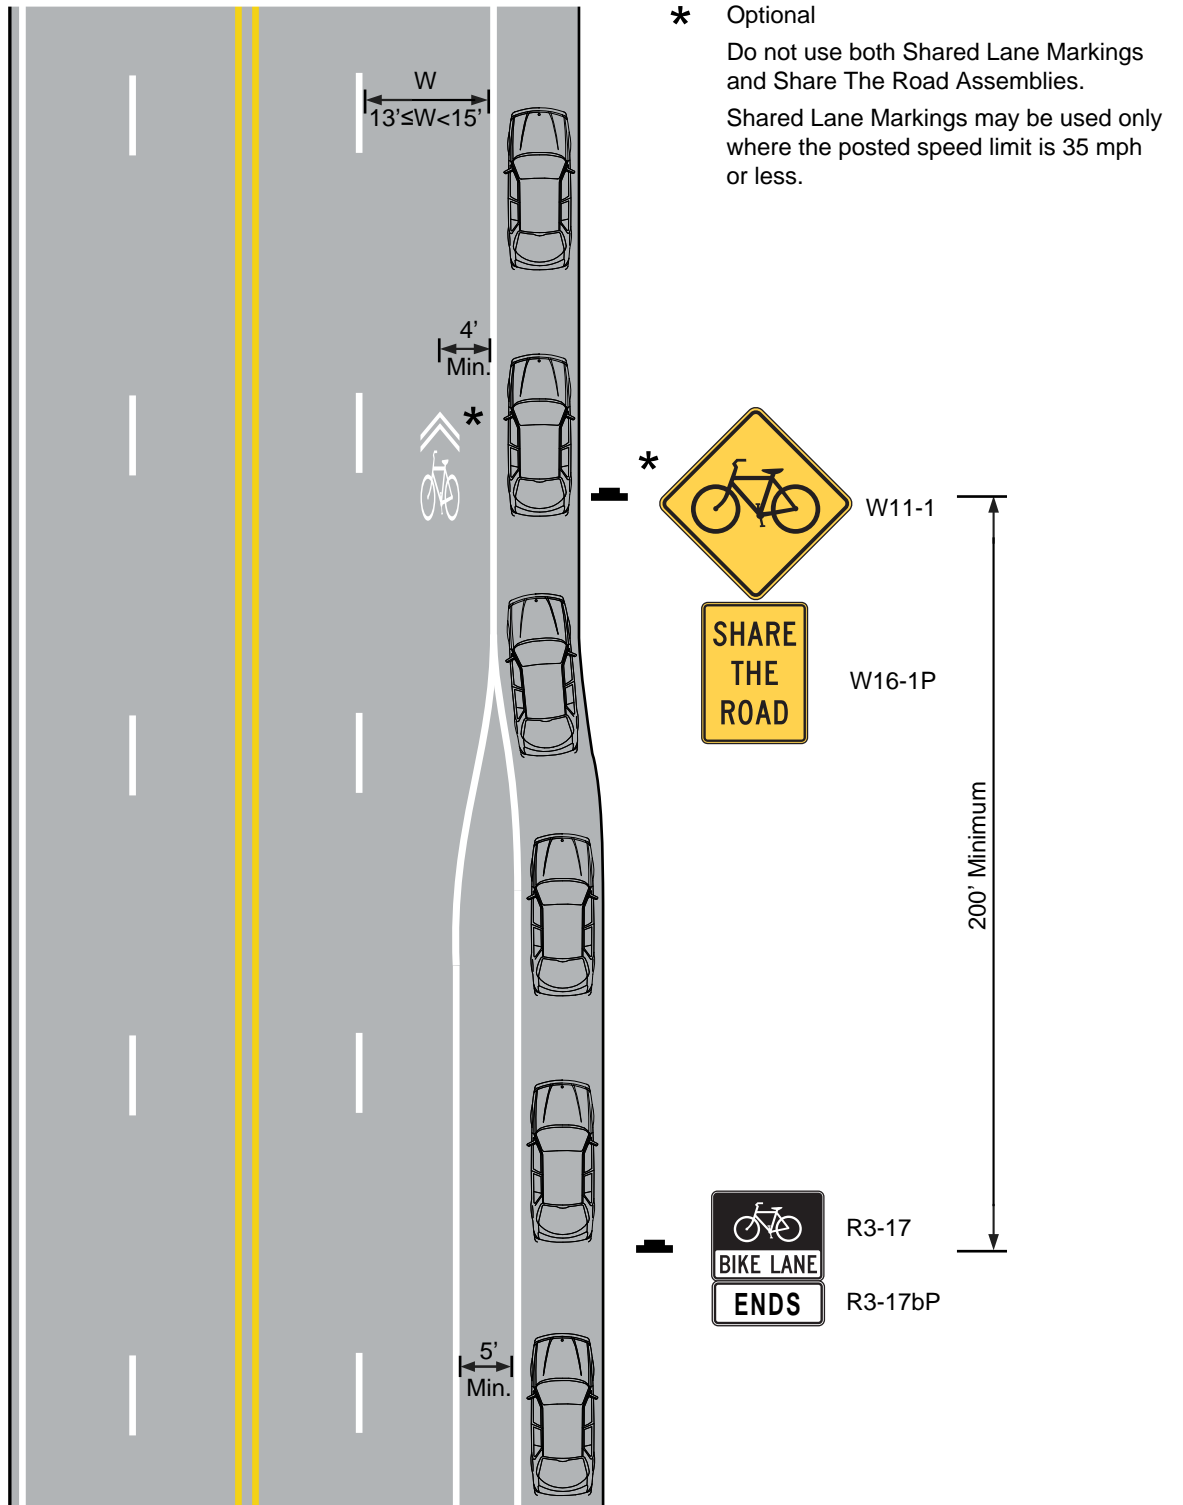 * Optional
Do not use both Shared Lane Markings
and Share The Road Assemblies.
Shared Lane Markings may be used only
where the posted speed limit is 35 mph
or less.
W
13'≤W<15'
4'
Min.
*
*
W11-1
SHARE
THE
ROAD
W16-1P
200' Minimum
BIKE LANE
R3-17
ENDS
R3-17bP
5'
Min.